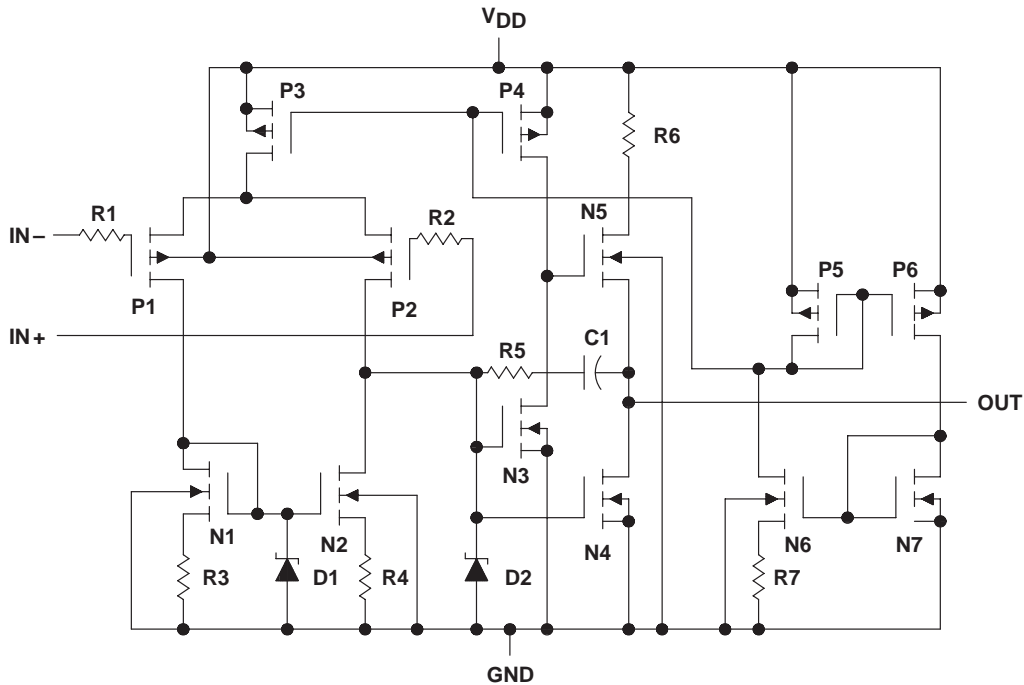 VDD
P3
P4
R6
R1
R2
N5
IN−
P1
P2
P5
P6
IN+
R5
C1
OUT
N3
N1
N2
N4
N6
N7
R3
D1
R4
D2
R7
GND